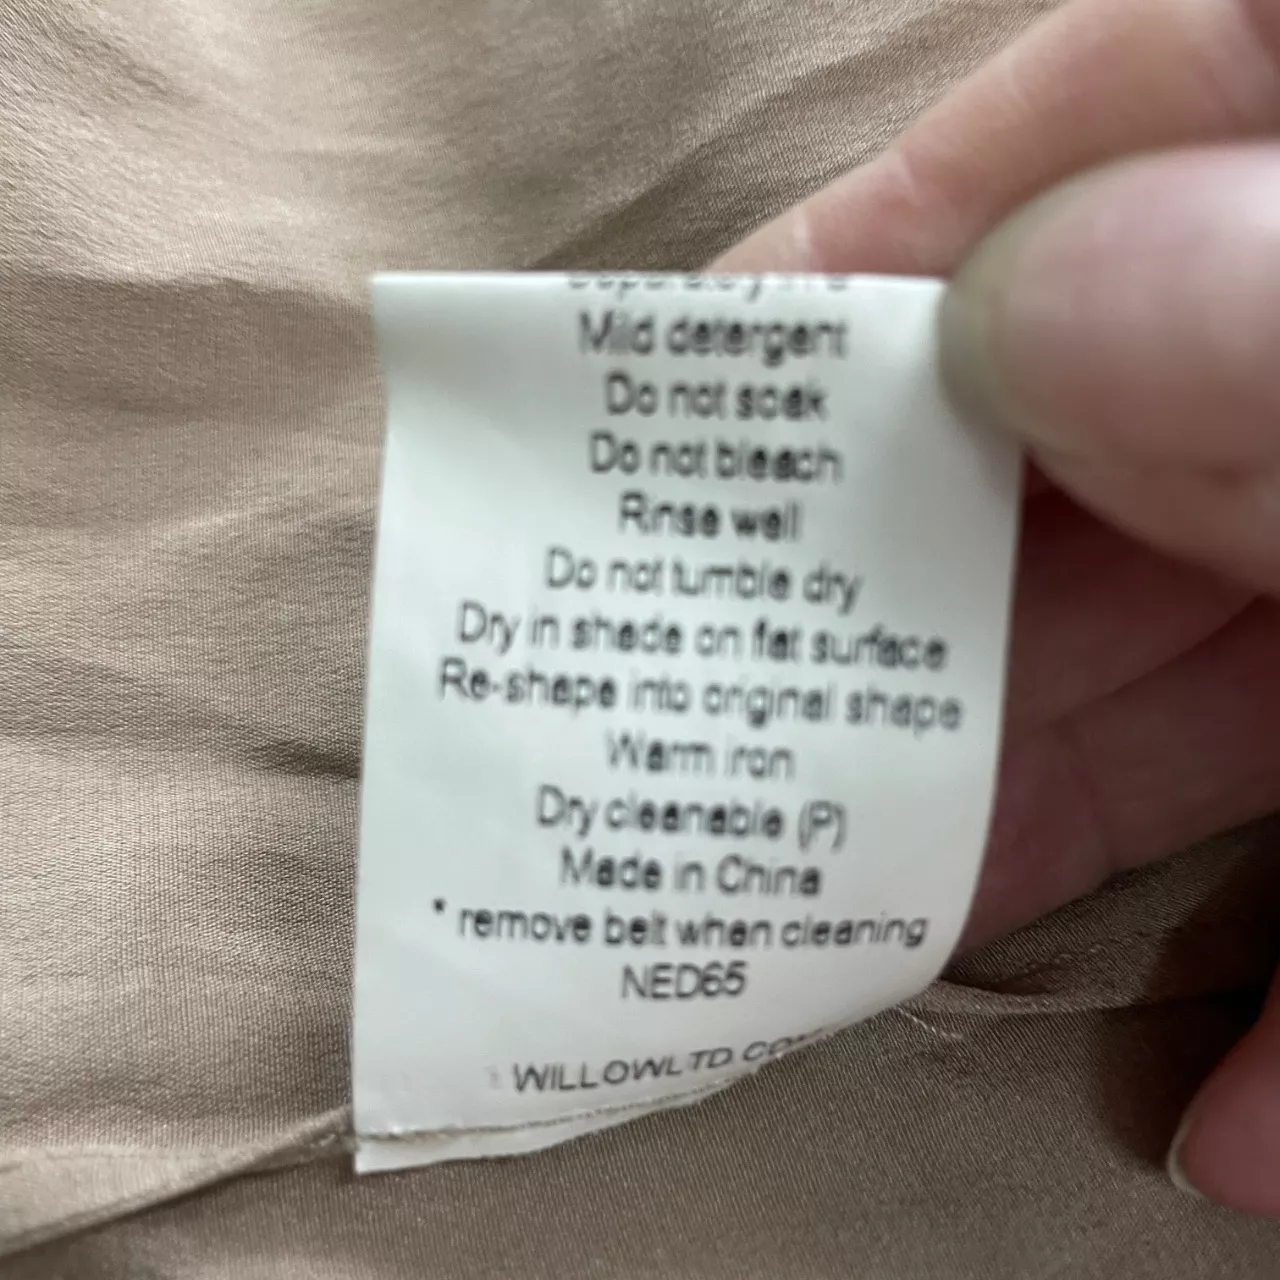 Mild detergent
Do not soak
Do not bleach
Rinse well
Do not tumble dry
Dry in shade on flat surface
Re-shape into original shape
Warm iron
Dry cleanable (P)
Made in China
* remove belt when cleaning
NED65
WILLOWLTD